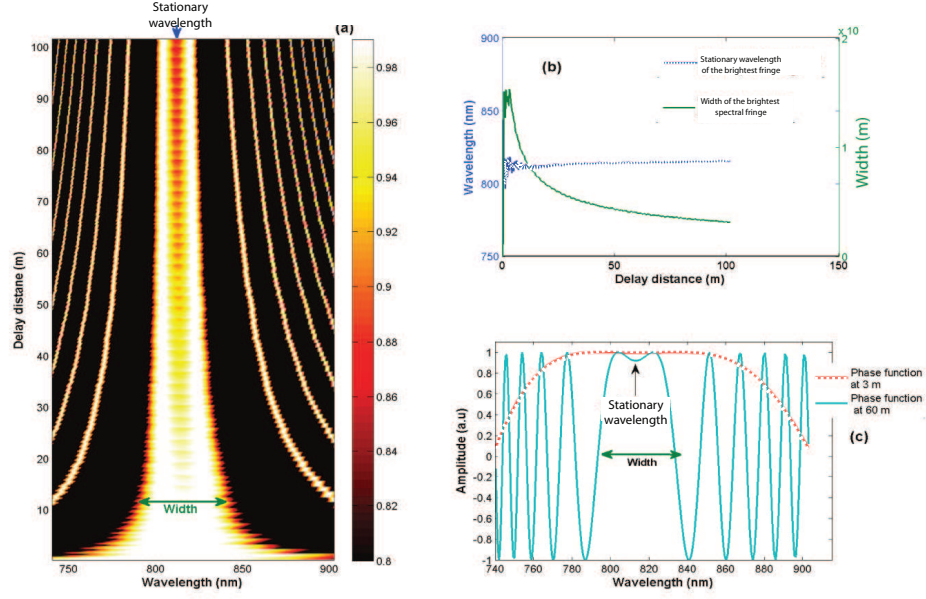 Stationary
wavelength
(a)
100
90
80
70
60
50
40
30
20
10
Delay distane (m)
Width
740
800
850
900
Wavelength (nm)
0.98
0.96
0.94
0.92
0.9
0.88
0.86
0.84
0.82
0.8
(b)
Stationary wavelength
of the brightest fringe
Width of the brightest
spectral fringe
900
850
800
750
Wavelength (nm)
x 10
2
1
0
Width (m)
0
50
100
150
Delay distance (m)
1
0.8
0.6
0.4
0.2
0
-0.2
-0.4
-0.6
-0.8
-1
Amplitude (a.u)
Stationary
wavelength
Width
Phase function
at 3 m
Phase function
at 60 m
(c)
740
760
780
800
820
840
860
880
900
Wavelength (nm)